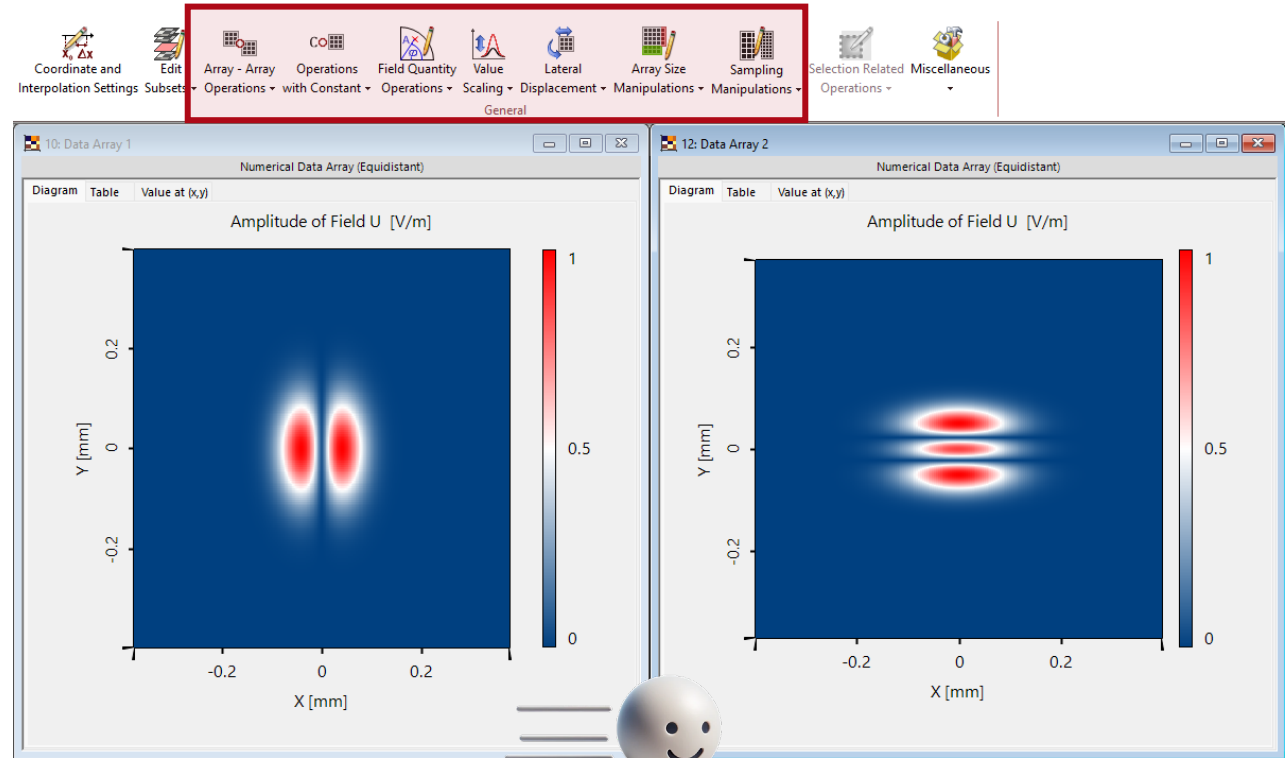 Coordinate and Interpolation Settings
Edit Subsets
Array - Array Operations
Operations with Constant
Field Quantity Operations
Value Scaling
Lateral Displacement
Array Size Manipulations
Sampling Manipulations
Selection Related Operations
Miscellaneous
General
10: Data Array 1
Numerical Data Array (Equidistant)
Diagram Table Value at (x,y)
Amplitude of Field U [V/m]
1
0.5
0
Y [mm]
0.2
0
-0.2
-0.2 0 0.2
X [mm]
12: Data Array 2
Numerical Data Array (Equidistant)
Diagram Table Value at (x,y)
Amplitude of Field U [V/m]
1
0.5
0
Y [mm]
0.2
0
-0.2
-0.2 0 0.2
X [mm]